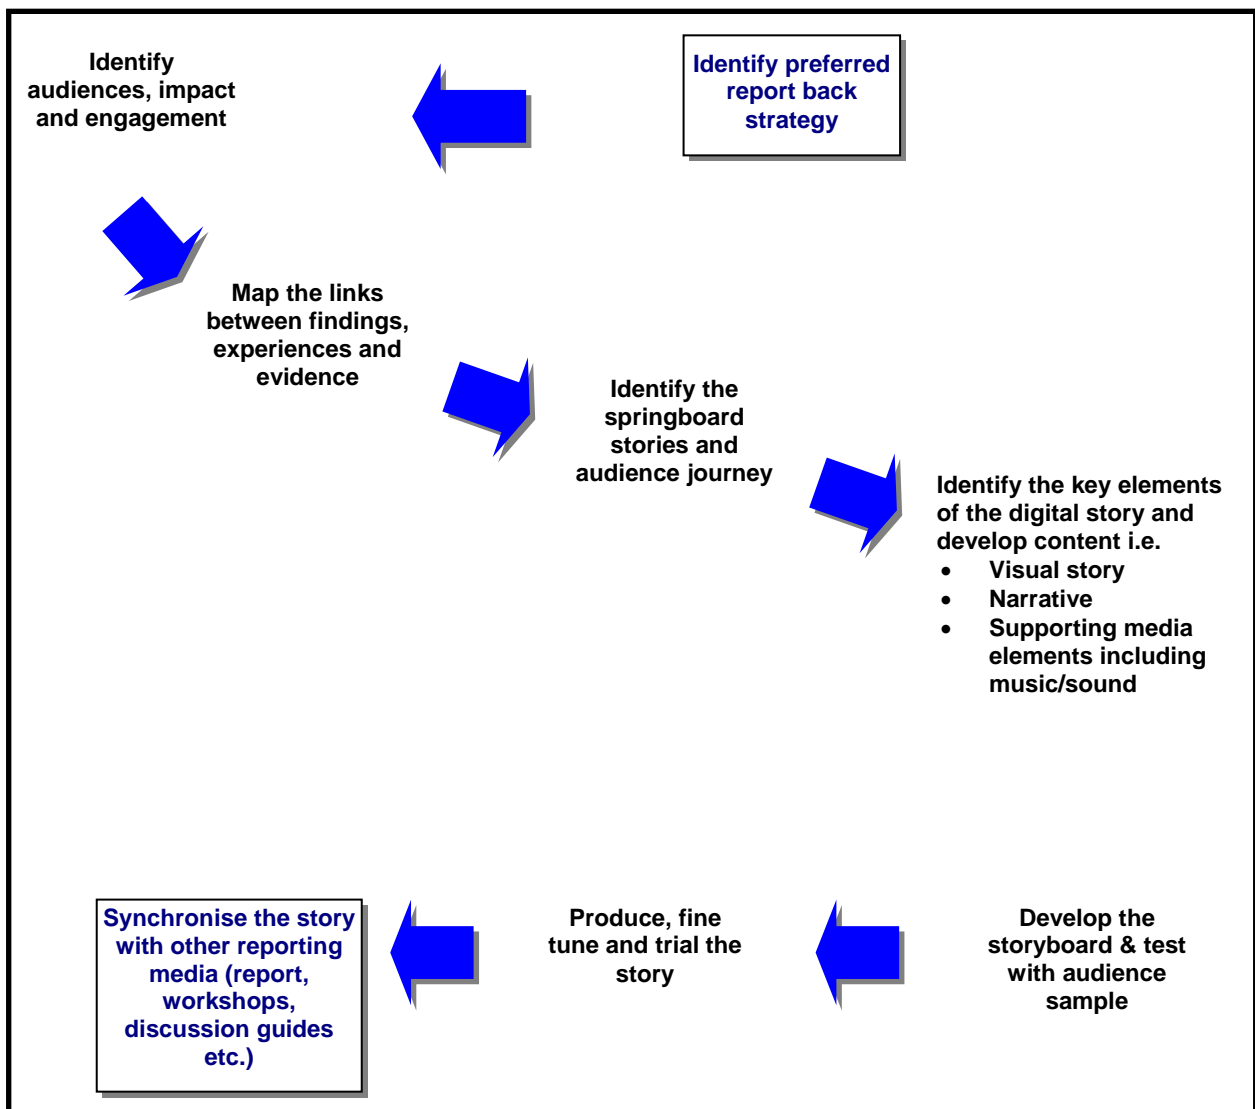 Identify preferred
report back
strategy
Identify
audiences, impact
and engagement
Map the links
between findings,
experiences and
evidence
Identify the
springboard
stories and
audience journey
Identify the key elements
of the digital story and
develop content i.e.
• Visual story
• Narrative
• Supporting media
elements including
music/sound
Develop the
storyboard & test
with audience
sample
Produce, fine
tune and trial the
story
Synchronise the story
with other reporting
media (report,
workshops,
discussion guides
etc.)